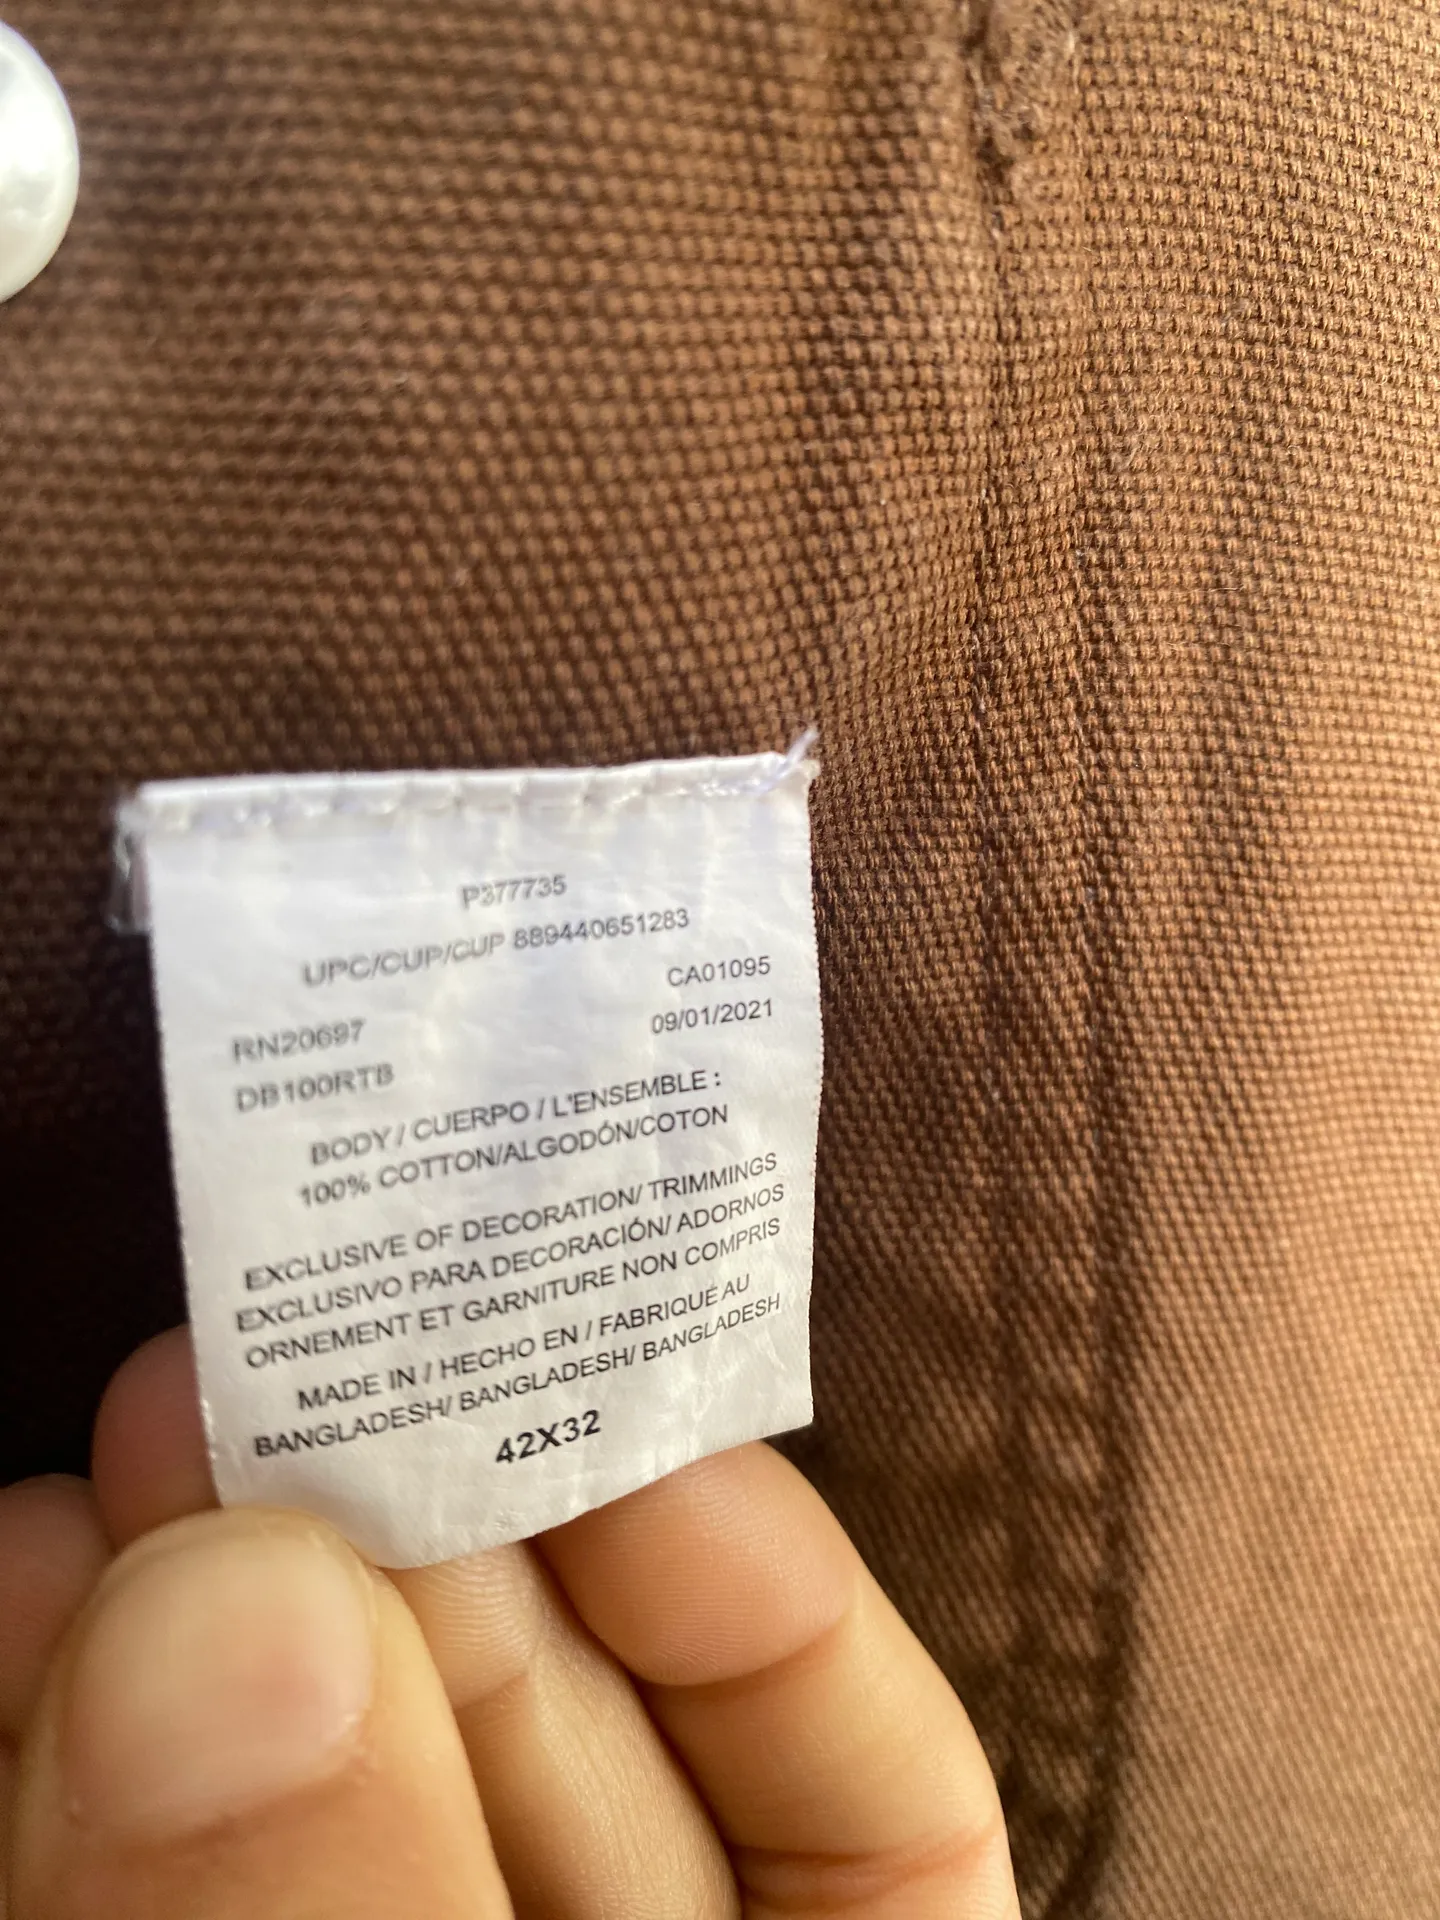 P377735
UPC/CUP/CUP 889440651283
CA01095
RN20697
09/01/2021
DB100RTB
BODY / CUERPO / L'ENSEMBLE :
100% COTTON/ALGODÓN/COTON
EXCLUSIVE OF DECORATION/ TRIMMINGS
EXCLUSIVO PARA DECORACIÓN/ ADORNOS
ORNEMENT ET GARNITURE NON COMPRIS
MADE IN / HECHO EN / FABRIQUÉ AU
BANGLADESH/ BANGLADESH/ BANGLADESH
42X32